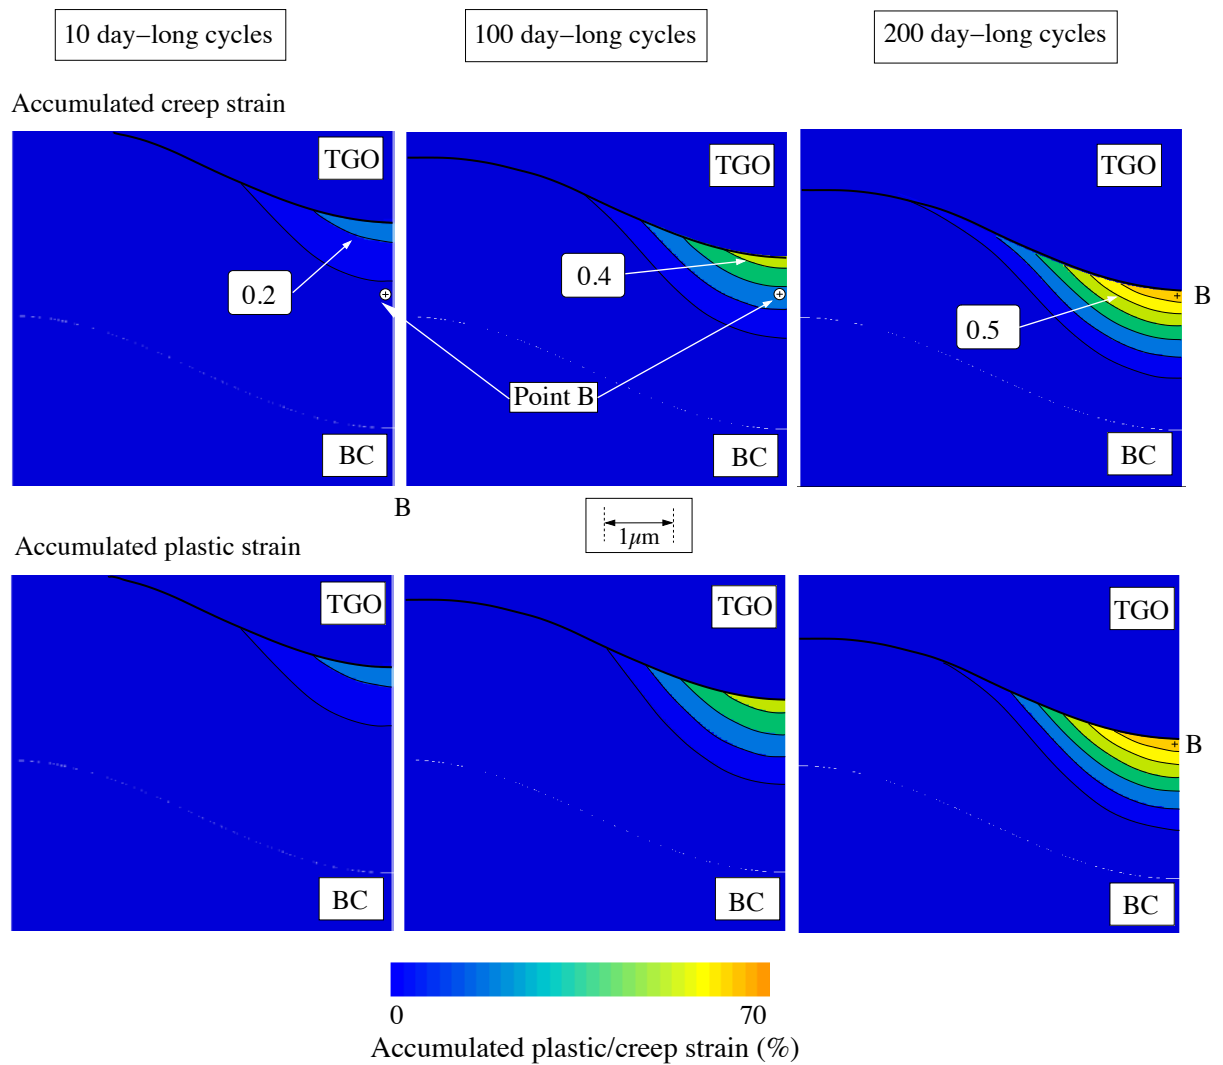 10 day–long cycles
100 day–long cycles
200 day–long cycles
Accumulated creep strain
TGO
TGO
TGO
0.2
0.4
0.5
B
Point B
BC
BC
BC
B
1µm
Accumulated plastic strain
TGO
TGO
TGO
B
BC
BC
BC
0
70
Accumulated plastic/creep strain (%)